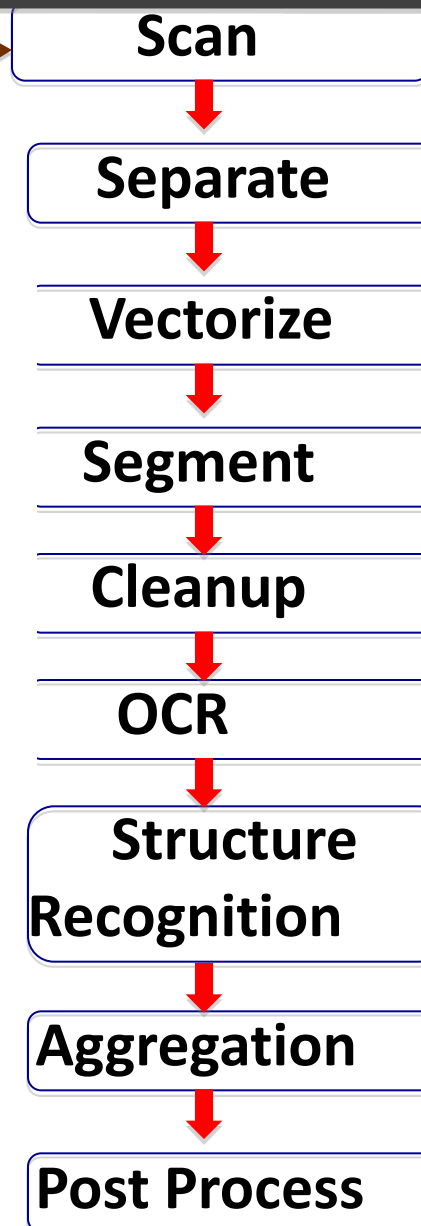 Scan
Separate
Vectorize
Segment
Cleanup
OCR
Structure
Recognition
Aggregation
Post Process